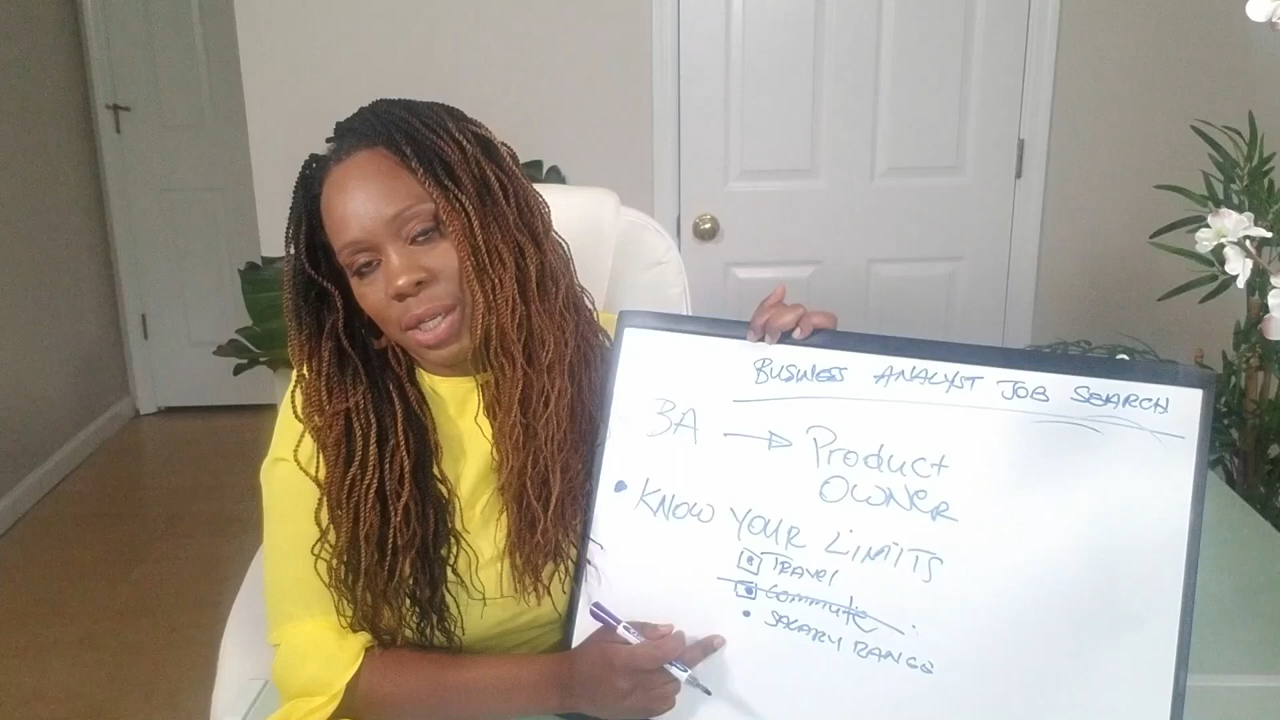 BUSINESS ANALYST JOB SEARCH
BA → Product
OWNER
• KNOW YOUR LIMITS
TRAVEL
Commute
• SALARY RANGE